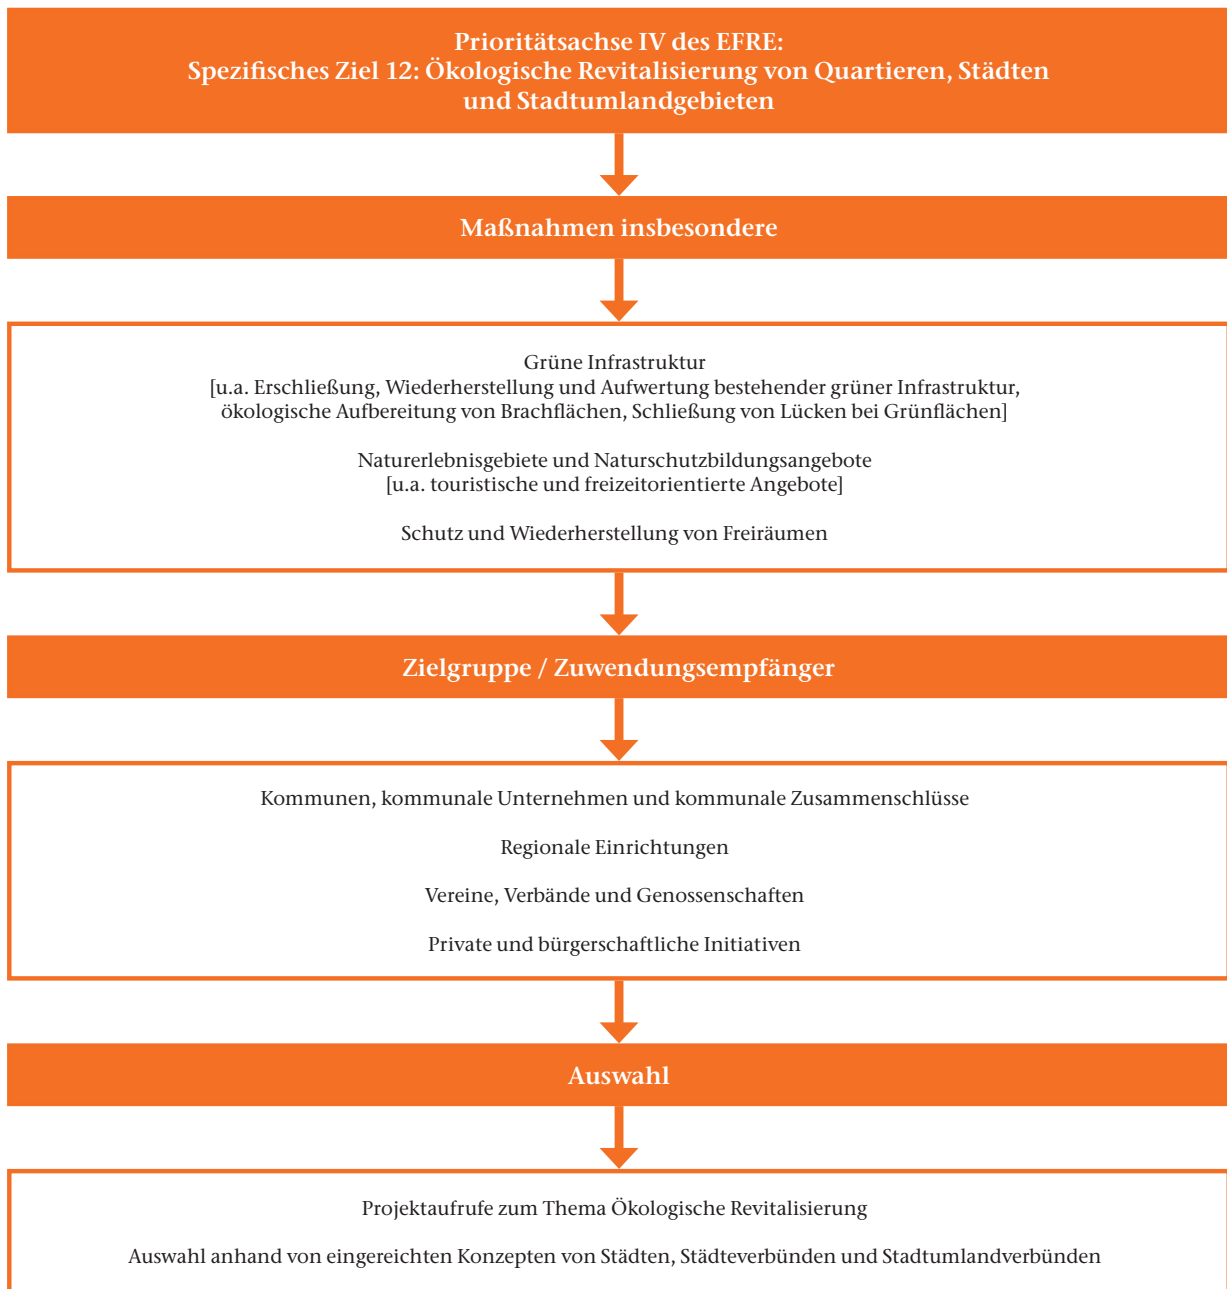 Prioritätsachse IV des EFRE:
Spezifisches Ziel 12: Ökologische Revitalisierung von Quartieren, Städten
und Stadtumlandgebieten
Maßnahmen insbesondere
Grüne Infrastruktur
[u.a. Erschließung, Wiederherstellung und Aufwertung bestehender grüner Infrastruktur,
ökologische Aufbereitung von Brachflächen, Schließung von Lücken bei Grünflächen]
Naturerlebnisgebiete und Naturschutzbildungsangebote
[u.a. touristische und freizeitorientierte Angebote]
Schutz und Wiederherstellung von Freiräumen
Zielgruppe / Zuwendungsempfänger
Kommunen, kommunale Unternehmen und kommunale Zusammenschlüsse
Regionale Einrichtungen
Vereine, Verbände und Genossenschaften
Private und bürgerschaftliche Initiativen
Auswahl
Projektaufrufe zum Thema Ökologische Revitalisierung
Auswahl anhand von eingereichten Konzepten von Städten, Städteverbünden und Stadtumlandverbünden